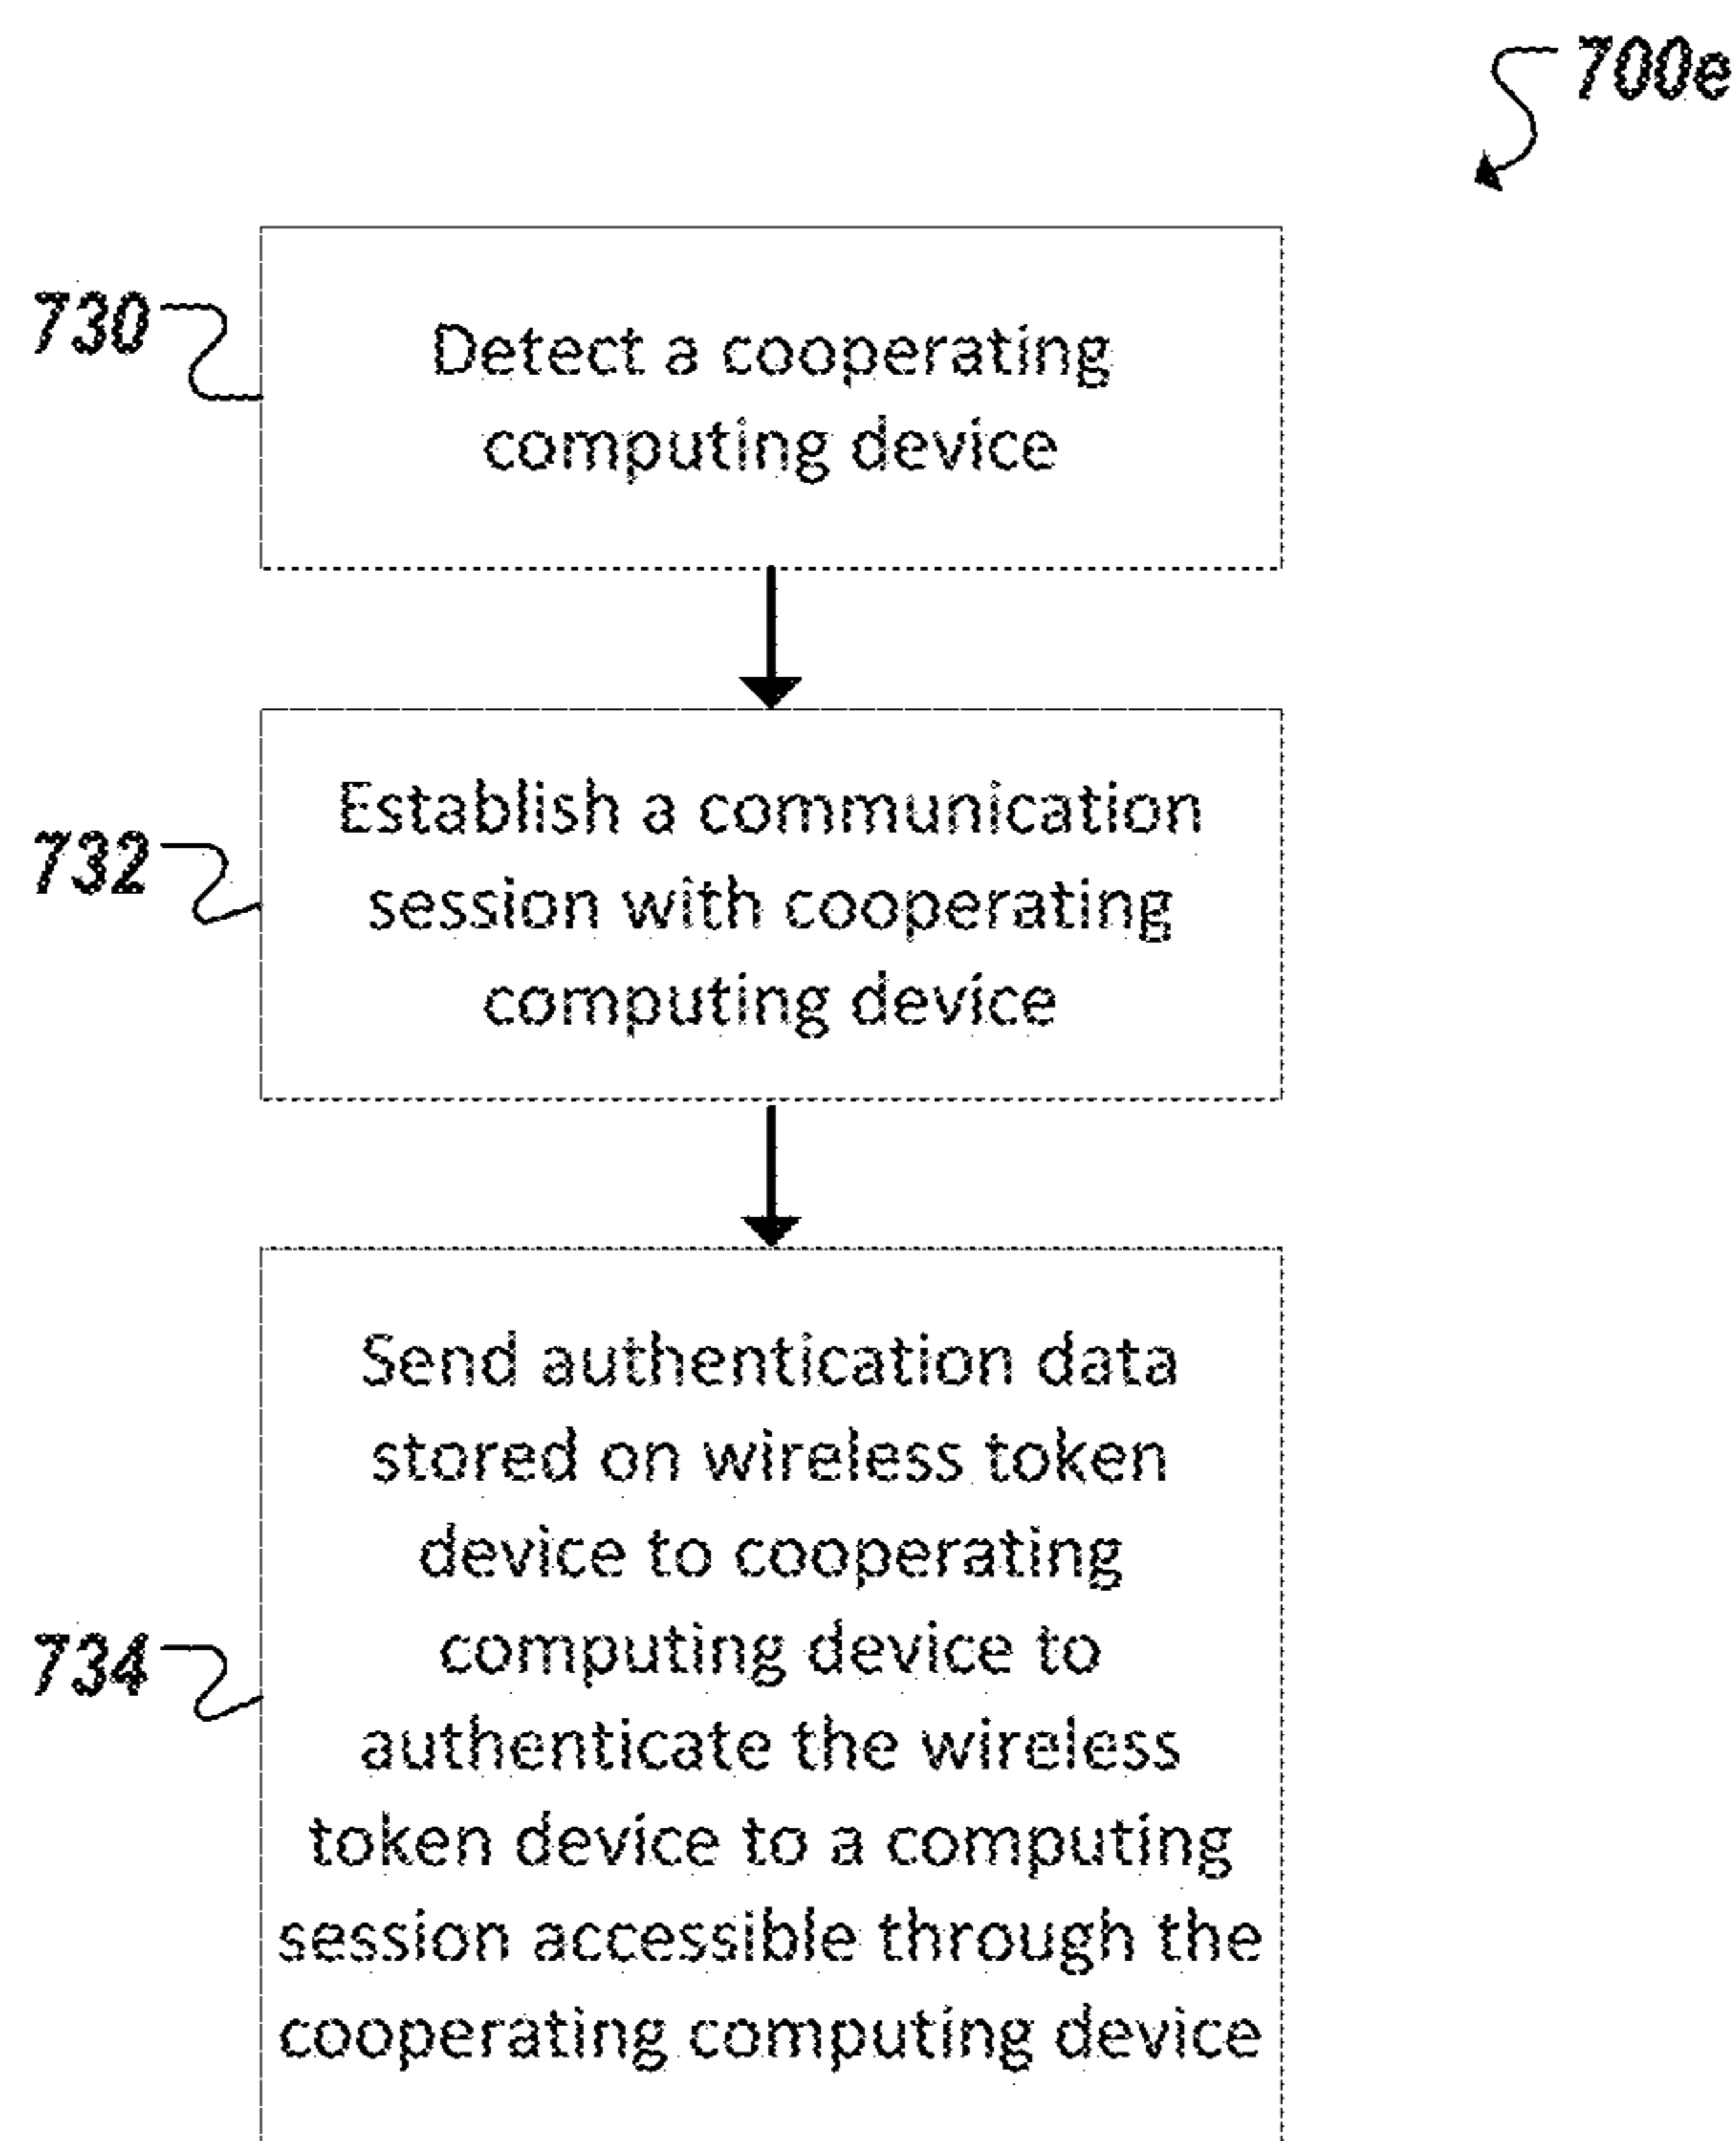 700e
730
Detect a cooperating
computing device
732
Establish a communication
session with cooperating
computing device
734
Send authentication data
stored on wireless token
device to cooperating
computing device to
authenticate the wireless
token device to a computing
session accessible through the
cooperating computing device